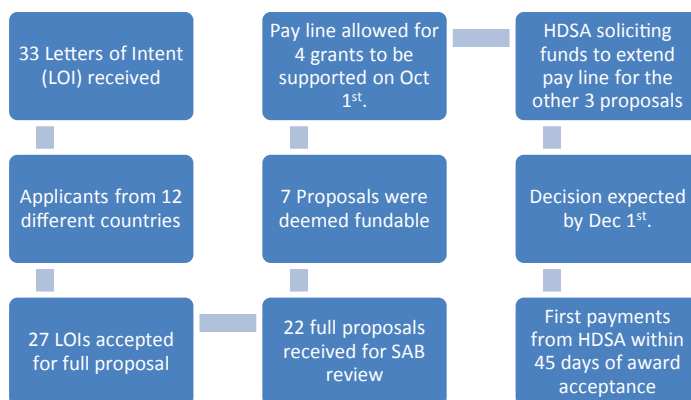 33 Letters of Intent
(LOI) received
Applicants from 12
different countries
27 LOIs accepted
for full proposal
22 full proposals
received for SAB
review
7 Proposals were
deemed fundable
Pay line allowed for
4 grants to be
supported on Oct
1st.
HDSA soliciting
funds to extend
pay line for the
other 3 proposals
Decision expected
by Dec 1st.
First payments
from HDSA within
45 days of award
acceptance